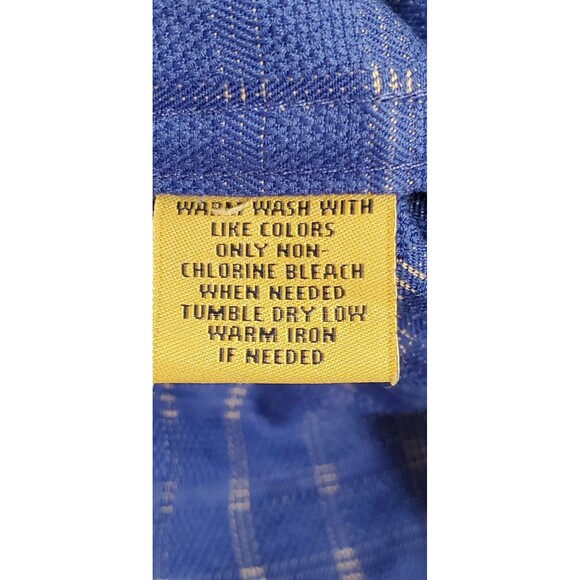 WARM WASH WITH
LIKE COLORS
ONLY NON-
CHLORINE BLEACH
WHEN NEEDED
TUMBLE DRY LOW
WARM IRON
IF NEEDED